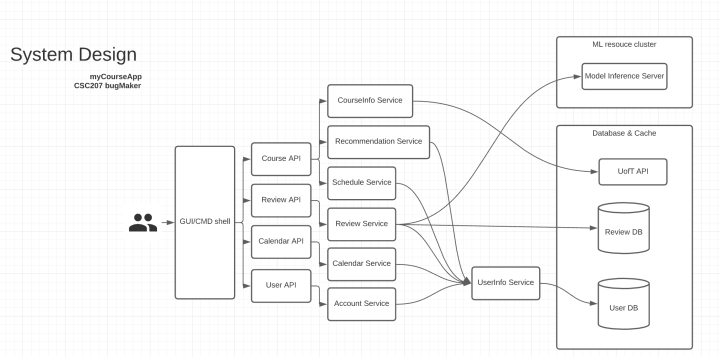 System Design
myCourseApp
CSC207 bugMaker
ML resouce cluster
Model Inference Server
Database & Cache
UofT API
Review DB
User DB
CourseInfo Service
Recommendation Service
Schedule Service
Review Service
Calendar Service
Account Service
Course API
Review API
Calendar API
User API
GUI/CMD shell
UserInfo Service